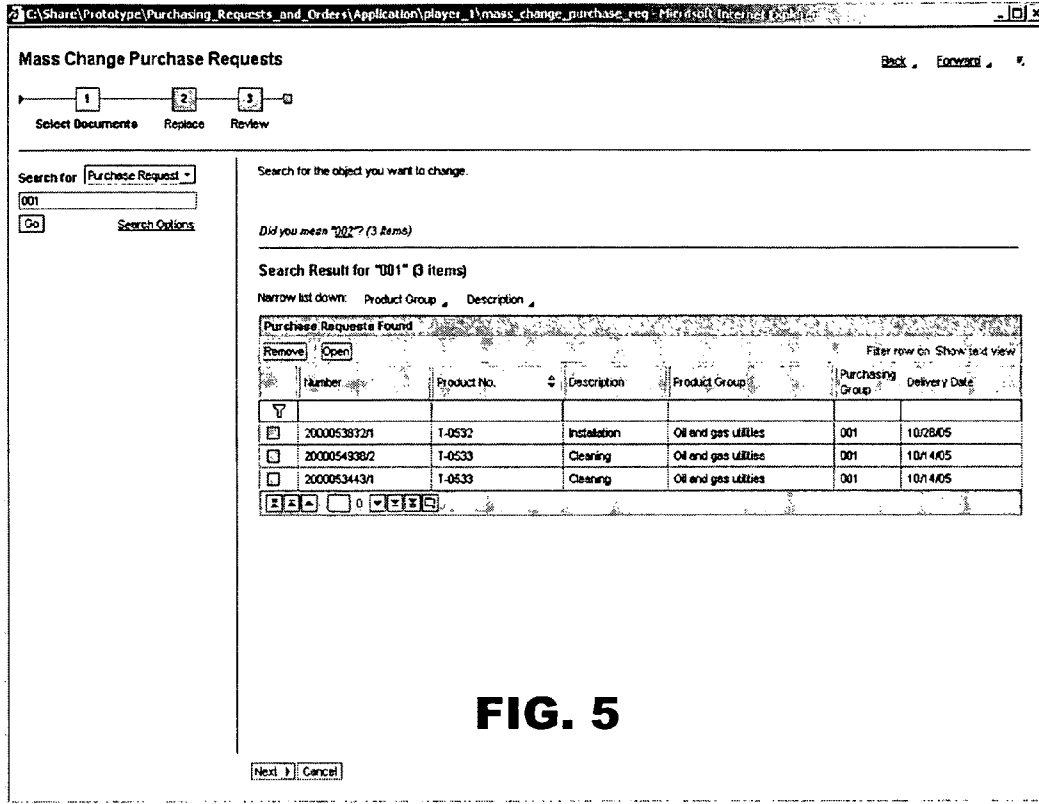 C:\Share\Prototype\Purchasing_Requests_and_Orders\Application\player_1\mass_change_purchase_req - Microsoft Internet Explorer
Mass Change Purchase Requests
Back Forward
1 2 3
Select Documents Replace Review
Search for Purchase Request
001
Go Search Options
Search for the object you want to change.
Did you mean "002"? (3 items)
Search Result for "001" (3 items)
Narrow list down: Product Group Description
Purchase Requests Found
Remove Open Filter row on Show text view
Number Product No. Description Product Group Purchasing Group Delivery Date
2000053832/1 T-0532 Installation Oil and gas utilities 001 10/28/05
2000054938/2 T-0533 Cleaning Oil and gas utilities 001 10/14/05
2000053443/1 T-0533 Cleaning Oil and gas utilities 001 10/14/05
0
FIG. 5
Next Cancel